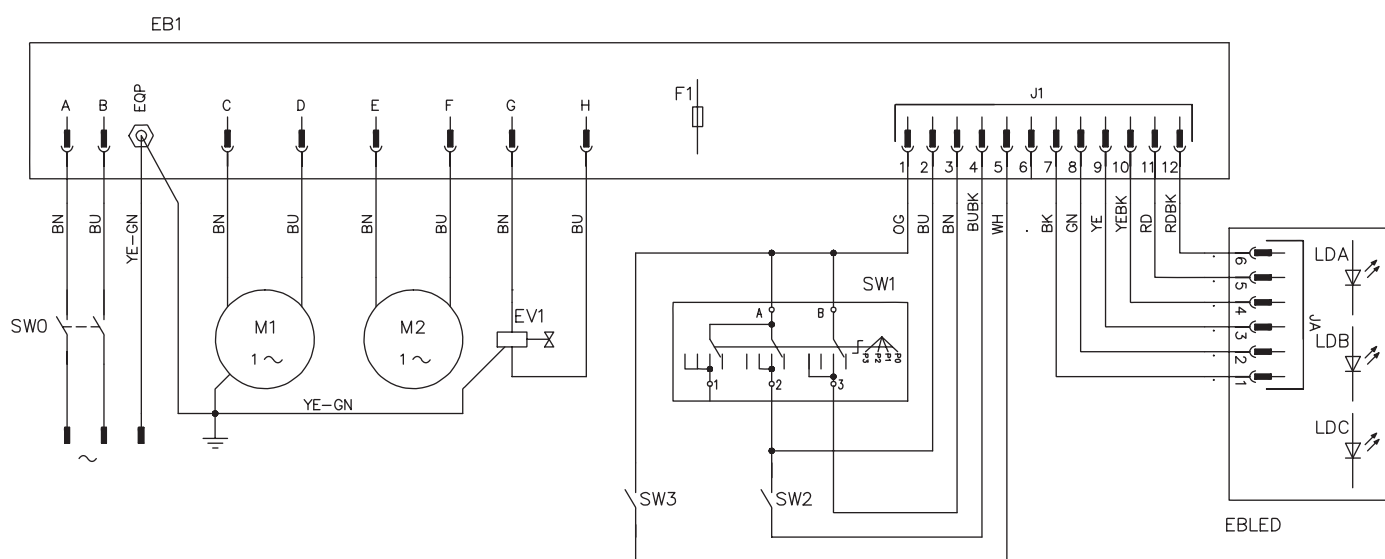 EB1
A B EQP C D E F G H
F1
J1
1 2 3 4 5 6 7 8 9 10 11 12
BN BU YE-GN BN BU BN BU BN BU
OG BU BN BUBK WH . BK GN YE YEBK RD RDBK
SW0
M1
1 ~
M2
1 ~
EV1
YE-GN
~
SW1
A B
P3 P2 P1 P0
1 2 3
SW3
SW2
6
5
4
3
2
1
JA
LDA
LDB
LDC
EBLED